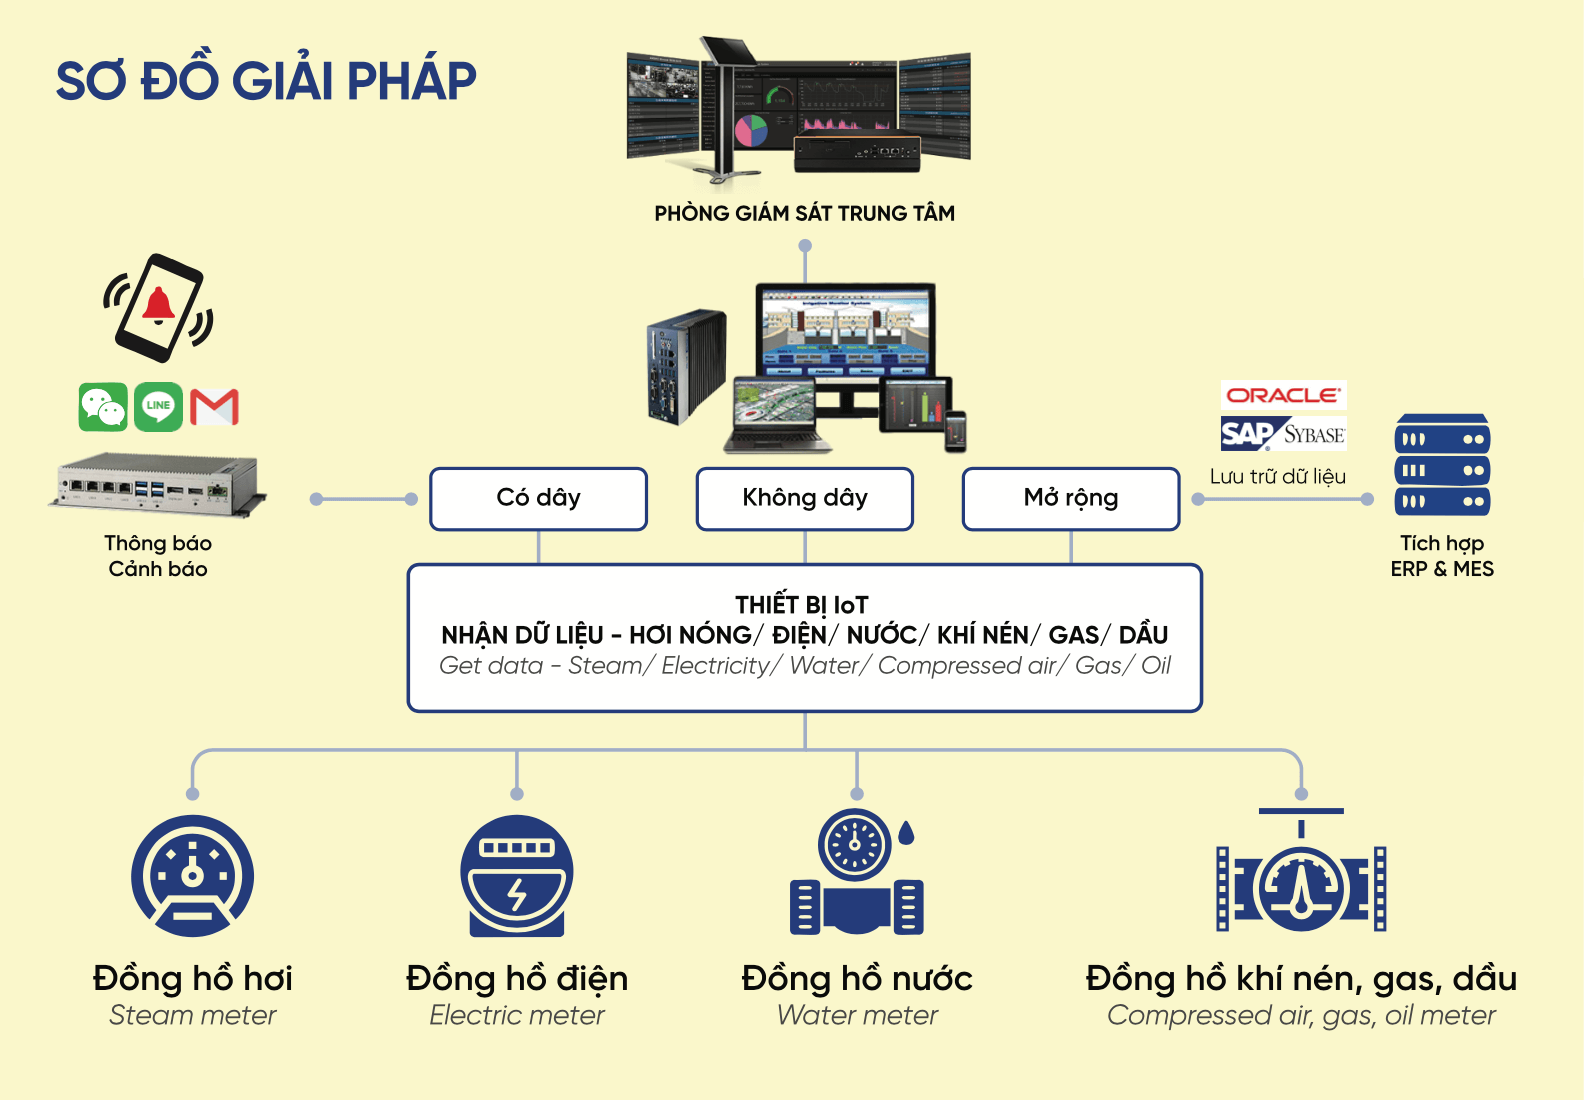 SƠ ĐỒ GIẢI PHÁP
PHÒNG GIÁM SÁT TRUNG TÂM
Irrigation Monitor System
LINE
ORACLE®
SAP® SYBASE
Lưu trữ dữ liệu
Thông báo
Cảnh báo
Có dây
Không dây
Mở rộng
Tích hợp
ERP & MES
THIẾT BỊ IoT
NHẬN DỮ LIỆU - HƠI NÓNG/ ĐIỆN/ NƯỚC/ KHÍ NÉN/ GAS/ DẦU
Get data - Steam/ Electricity/ Water/ Compressed air/ Gas/ Oil
Đồng hồ hơi
Steam meter
Đồng hồ điện
Electric meter
Đồng hồ nước
Water meter
Đồng hồ khí nén, gas, dầu
Compressed air, gas, oil meter